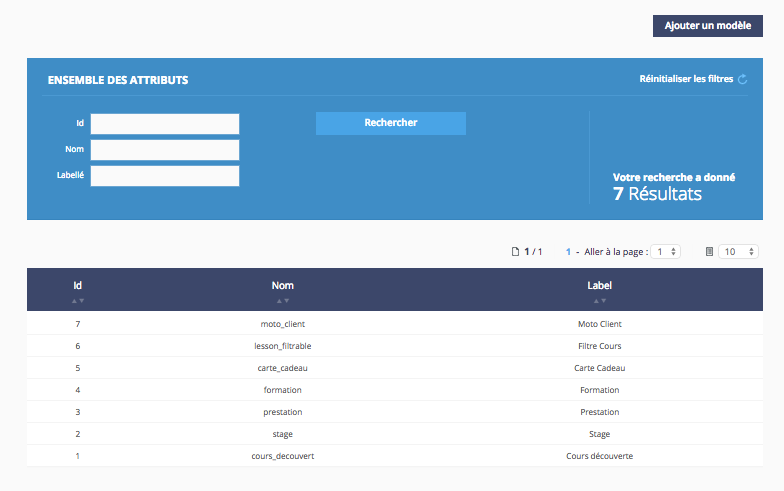 Ajouter un modèle
ENSEMBLE DES ATTRIBUTS
Réinitialiser les filtres
Id
Rechercher
Nom
Labellé
Votre recherche a donné
7 Résultats
1 / 1 1 - Aller à la page : 1 10
Id Nom Label
7 moto_client Moto Client
6 lesson_filtrable Filtre Cours
5 carte_cadeau Carte Cadeau
4 formation Formation
3 prestation Prestation
2 stage Stage
1 cours_decouvert Cours découverte